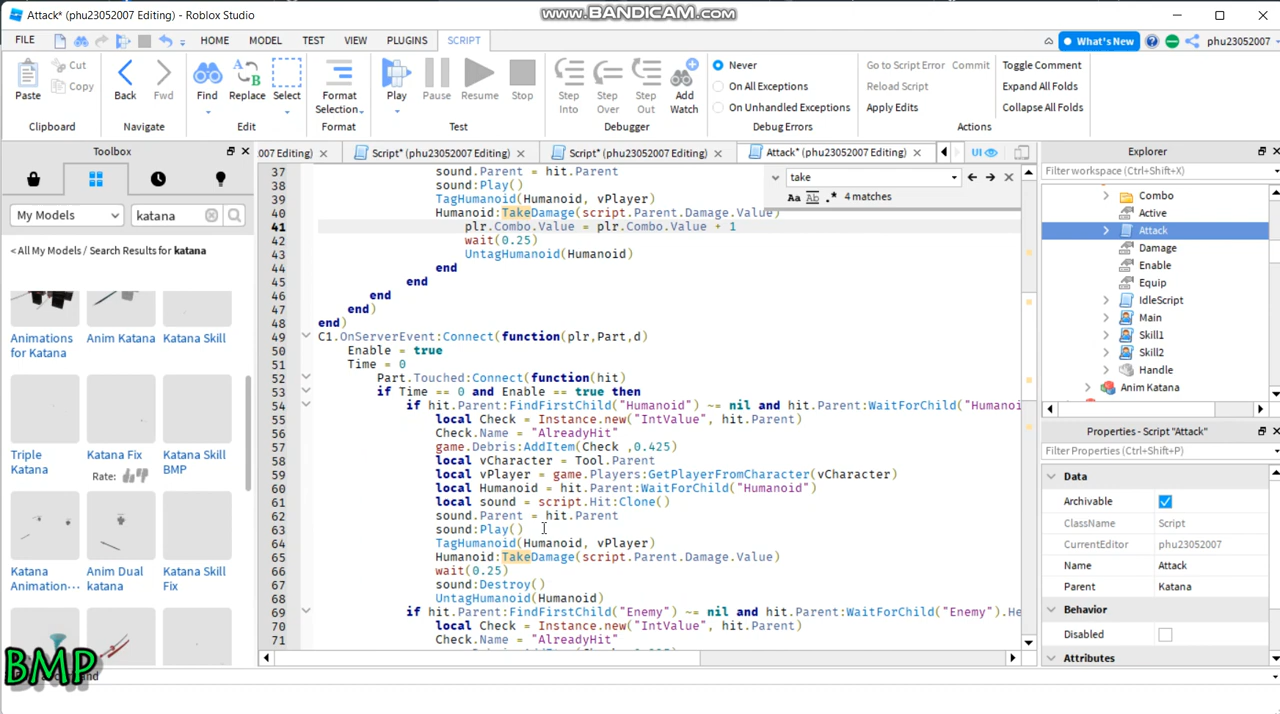 Attack* (phu23052007 Editing) - Roblox Studio
www.BANDICAM.com
FILE HOME MODEL TEST VIEW PLUGINS SCRIPT What's New phu23052007
Paste Cut Copy Back Fwd Find Replace Select Format Selection Play Pause Resume Stop Step Into Step Over Step Out Add Watch
Never
On All Exceptions
On Unhandled Exceptions
Go to Script Error Commit
Reload Script
Apply Edits
Toggle Comment
Expand All Folds
Collapse All Folds
Clipboard Navigate Edit Format Test Debugger Debug Errors Actions
Toolbox
007 Editing) Script* (phu23052007 Editing) Script* (phu23052007 Editing) Attack* (phu23052007 Editing) UI
My Models katana
< All My Models / Search Results for katana
Animations for Katana
Anim Katana
Katana Skill
Triple Katana
Katana Fix
Rate:
Katana Skill BMP
Katana Animation...
Anim Dual katana
Katana Skill Fix
BMP
take
Aa 4 matches
37 sound.Parent = hit.Parent
38 sound:Play()
39 TagHumanoid(Humanoid, vPlayer)
40 Humanoid:TakeDamage(script.Parent.Damage.Value)
41 plr.Combo.Value = plr.Combo.Value + 1
42 wait(0.25)
43 UntagHumanoid(Humanoid)
44 end
45 end
46 end
47 end)
48 end)
49 C1.OnServerEvent:Connect(function(plr,Part,d)
50 Enable = true
51 Time = 0
52 Part.Touched:Connect(function(hit)
53 if Time == 0 and Enable == true then
54 if hit.Parent:FindFirstChild("Humanoid") ~= nil and hit.Parent:WaitForChild("Humanoi
55 local Check = Instance.new("IntValue", hit.Parent)
56 Check.Name = "AlreadyHit"
57 game.Debris:AddItem(Check ,0.425)
58 local vCharacter = Tool.Parent
59 local vPlayer = game.Players:GetPlayerFromCharacter(vCharacter)
60 local Humanoid = hit.Parent:WaitForChild("Humanoid")
61 local sound = script.Hit:Clone()
62 sound.Parent = hit.Parent
63 sound:Play()
64 TagHumanoid(Humanoid, vPlayer)
65 Humanoid:TakeDamage(script.Parent.Damage.Value)
66 wait(0.25)
67 sound:Destroy()
68 UntagHumanoid(Humanoid)
69 if hit.Parent:FindFirstChild("Enemy") ~= nil and hit.Parent:WaitForChild("Enemy").He
70 local Check = Instance.new("IntValue", hit.Parent)
71 Check.Name = "AlreadyHit"
Explorer
Filter workspace (Ctrl+Shift+X)
Combo
Active
Attack
Damage
Enable
Equip
IdleScript
Main
Skill1
Skill2
Handle
Anim Katana
Properties - Script "Attack"
Filter Properties (Ctrl+Shift+P)
Data
Archivable
ClassName Script
CurrentEditor phu23052007
Name Attack
Parent Katana
Behavior
Disabled
Attributes